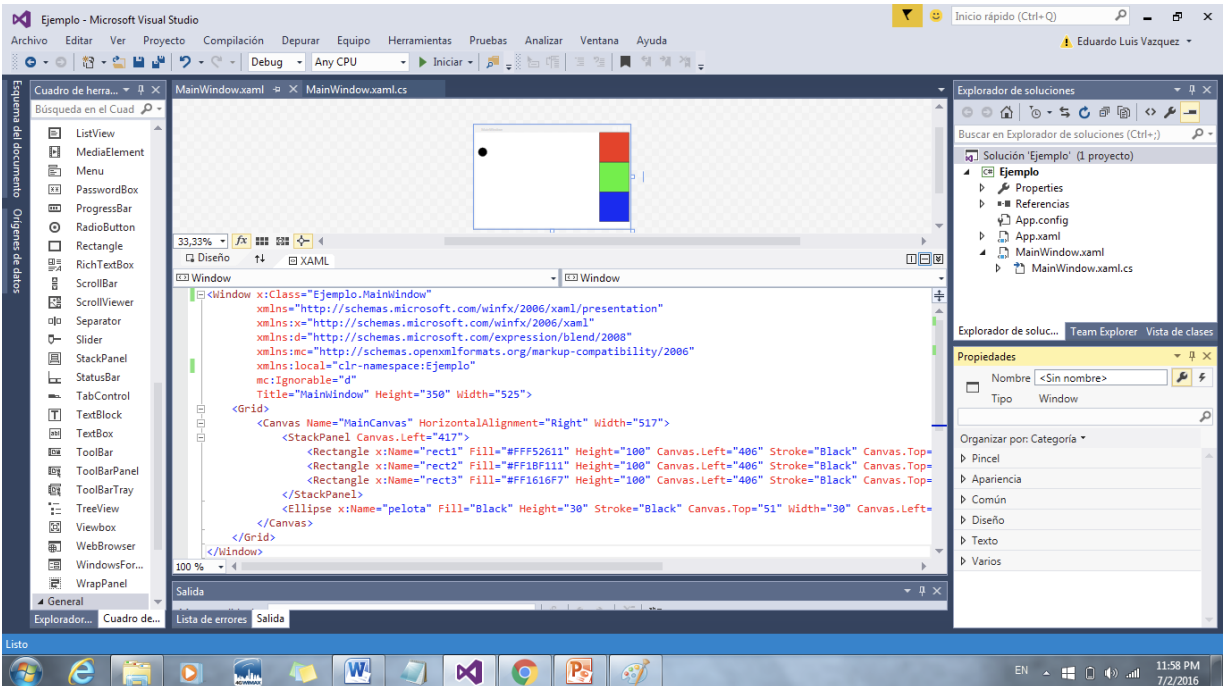 Ejemplo - Microsoft Visual Studio
Inicio rápido (Ctrl+Q)
Archivo Editar Ver Proyecto Compilación Depurar Equipo Herramientas Pruebas Analizar Ventana Ayuda
Eduardo Luis Vazquez
Debug Any CPU Iniciar
Esquema del documento
Orígenes de datos
Cuadro de herra...
Búsqueda en el Cuad
ListView
MediaElement
Menu
PasswordBox
ProgressBar
RadioButton
Rectangle
RichTextBox
ScrollBar
ScrollViewer
Separator
Slider
StackPanel
StatusBar
TabControl
TextBlock
TextBox
ToolBar
ToolBarPanel
ToolBarTray
TreeView
Viewbox
WebBrowser
WindowsFor...
WrapPanel
General
Explorador... Cuadro de...
MainWindow.xaml MainWindow.xaml.cs
33,33%
Diseño XAML
Window Window
<Window x:Class="Ejemplo.MainWindow"
xmlns="http://schemas.microsoft.com/winfx/2006/xaml/presentation"
xmlns:x="http://schemas.microsoft.com/winfx/2006/xaml"
xmlns:d="http://schemas.microsoft.com/expression/blend/2008"
xmlns:mc="http://schemas.openxmlformats.org/markup-compatibility/2006"
xmlns:local="clr-namespace:Ejemplo"
mc:Ignorable="d"
Title="MainWindow" Height="350" Width="525">
<Grid>
<Canvas Name="MainCanvas" HorizontalAlignment="Right" Width="517">
<StackPanel Canvas.Left="417">
<Rectangle x:Name="rect1" Fill="#FFF52611" Height="100" Canvas.Left="406" Stroke="Black" Canvas.Top=
<Rectangle x:Name="rect2" Fill="#FF1BF111" Height="100" Canvas.Left="406" Stroke="Black" Canvas.Top=
<Rectangle x:Name="rect3" Fill="#FF1616F7" Height="100" Canvas.Left="406" Stroke="Black" Canvas.Top=
</StackPanel>
<Ellipse x:Name="pelota" Fill="Black" Height="30" Stroke="Black" Canvas.Top="51" Width="30" Canvas.Left=
</Canvas>
</Grid>
</Window>
100 %
Salida
Lista de errores Salida
Explorador de soluciones
Buscar en Explorador de soluciones (Ctrl+;)
Solución 'Ejemplo' (1 proyecto)
Ejemplo
Properties
Referencias
App.config
App.xaml
MainWindow.xaml
MainWindow.xaml.cs
Explorador de soluc... Team Explorer Vista de clases
Propiedades
Nombre <Sin nombre>
Tipo Window
Organizar por: Categoría
Pincel
Apariencia
Común
Diseño
Texto
Varios
Listo
4GWIMAX
EN
11:58 PM
7/2/2016